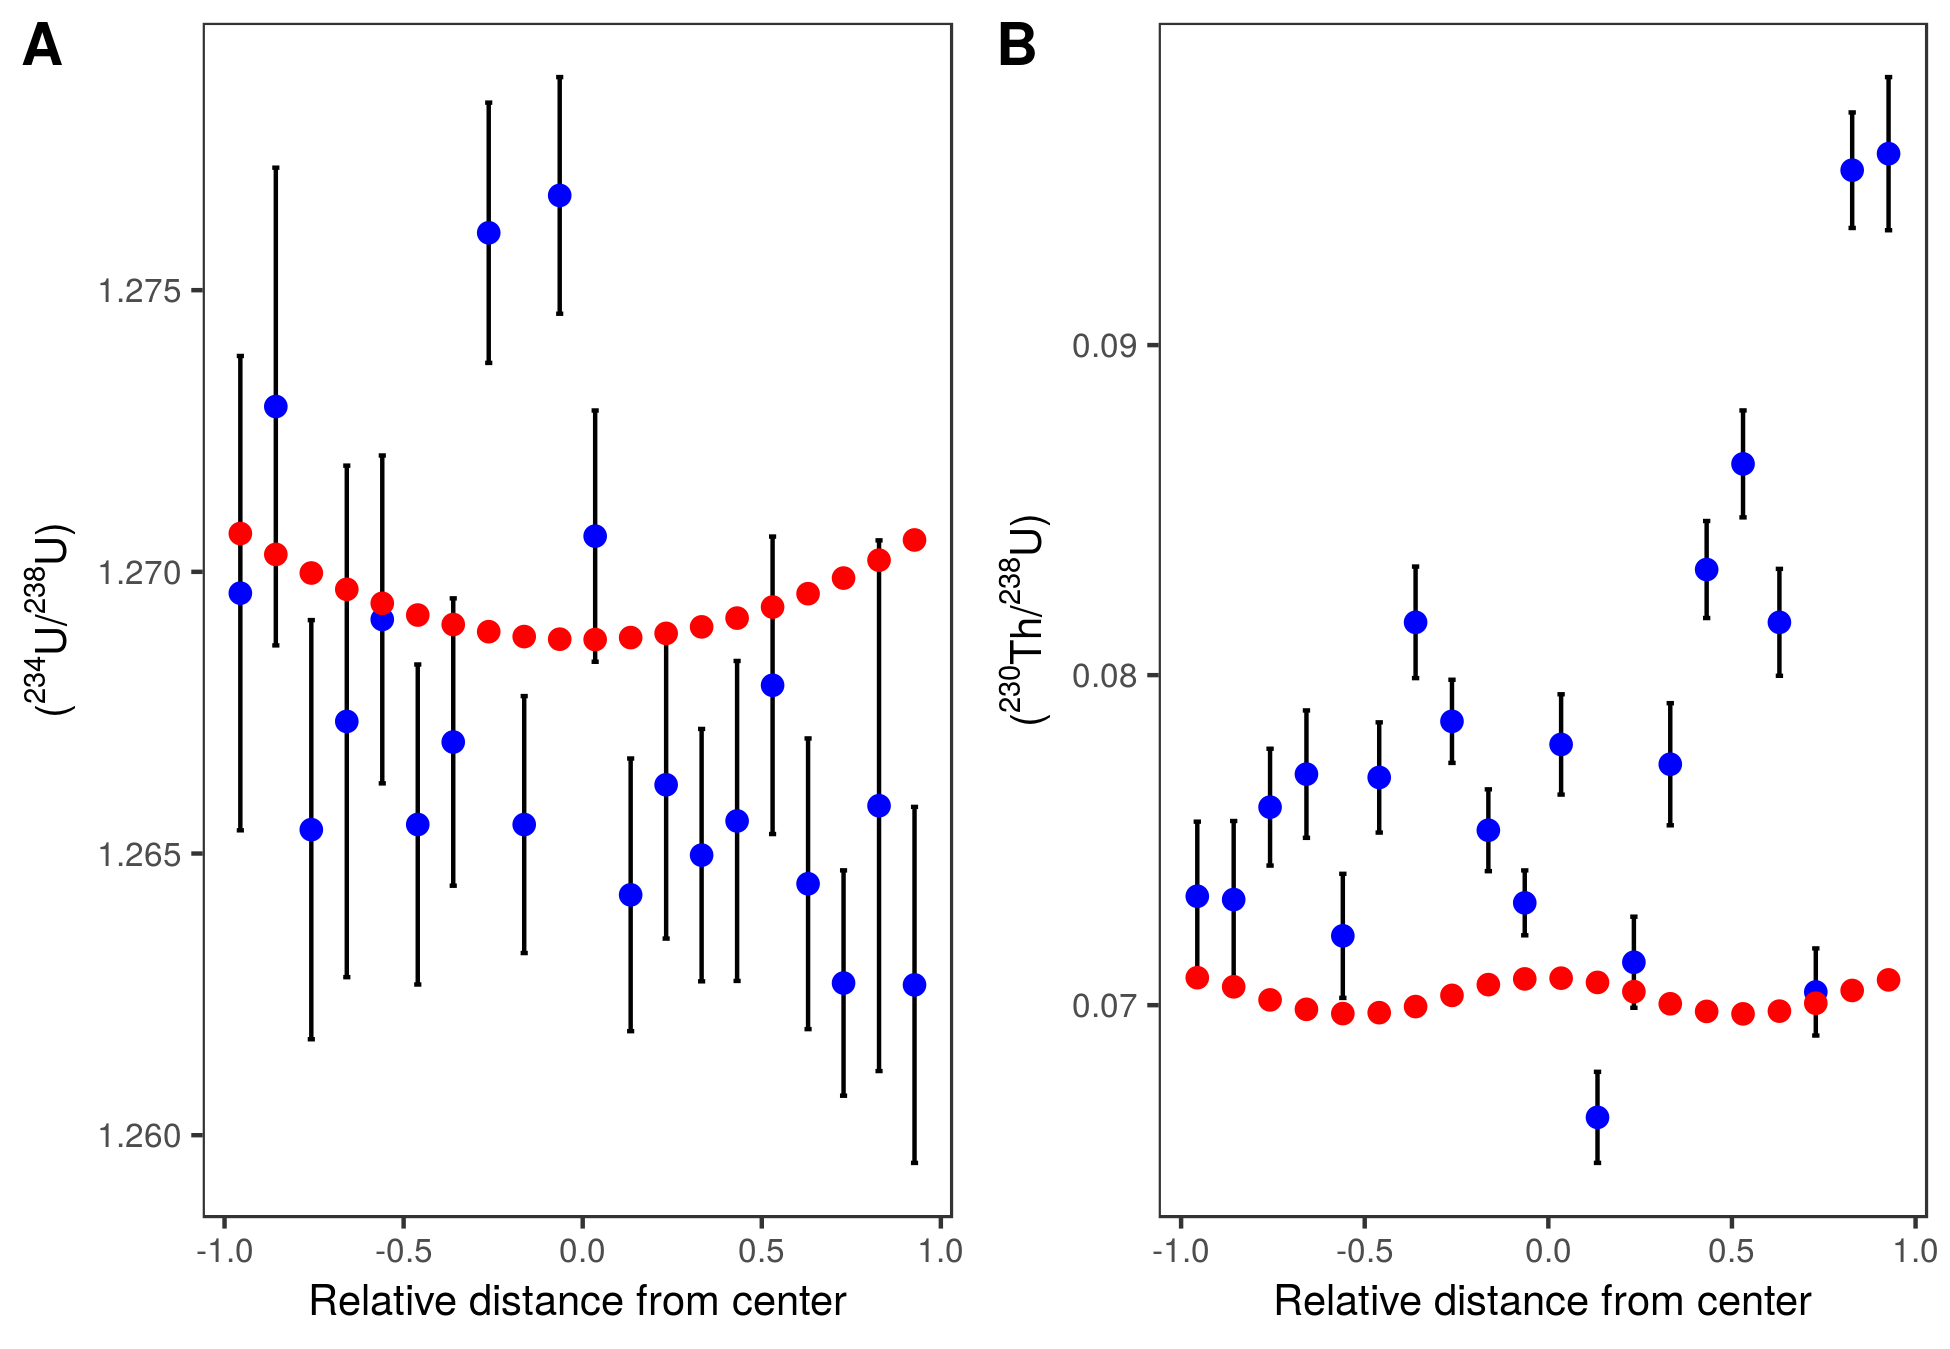 A
B
1.275
1.270
1.265
1.260
(²³⁴U/²³⁸U)
-1.0 -0.5 0.0 0.5 1.0
Relative distance from center
0.09
0.08
0.07
(²³⁰Th/²³⁸U)
-1.0 -0.5 0.0 0.5 1.0
Relative distance from center